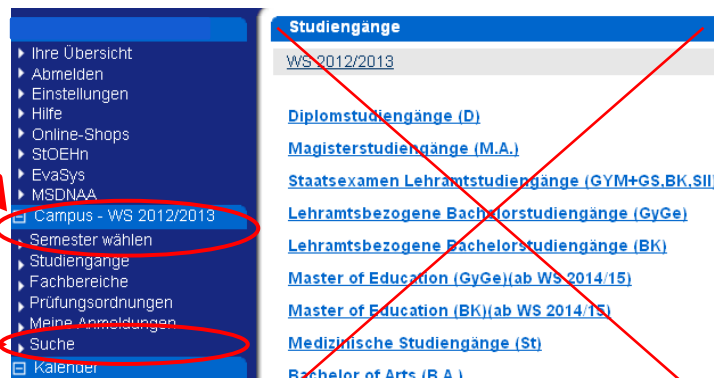 Ihre Übersicht
Abmelden
Einstellungen
Hilfe
Online-Shops
StOEHn
EvaSys
MSDNAA
Campus - WS 2012/2013
Semester wählen
Studiengänge
Fachbereiche
Prüfungsordnungen
Meine Anmeldungen
Suche
Kalender
Studiengänge
WS 2012/2013
Diplomstudiengänge (D)
Magisterstudiengänge (M.A.)
Staatsexamen Lehramtstudiengänge (GYM+GS,BK,SII)
Lehramtsbezogene Bachelorstudiengänge (GyGe)
Lehramtsbezogene Bachelorstudiengänge (BK)
Master of Education (GyGe)(ab WS 2014/15)
Master of Education (BK)(ab WS 2014/15)
Medizinische Studiengänge (St)
Bachelor of Arts (B.A.)